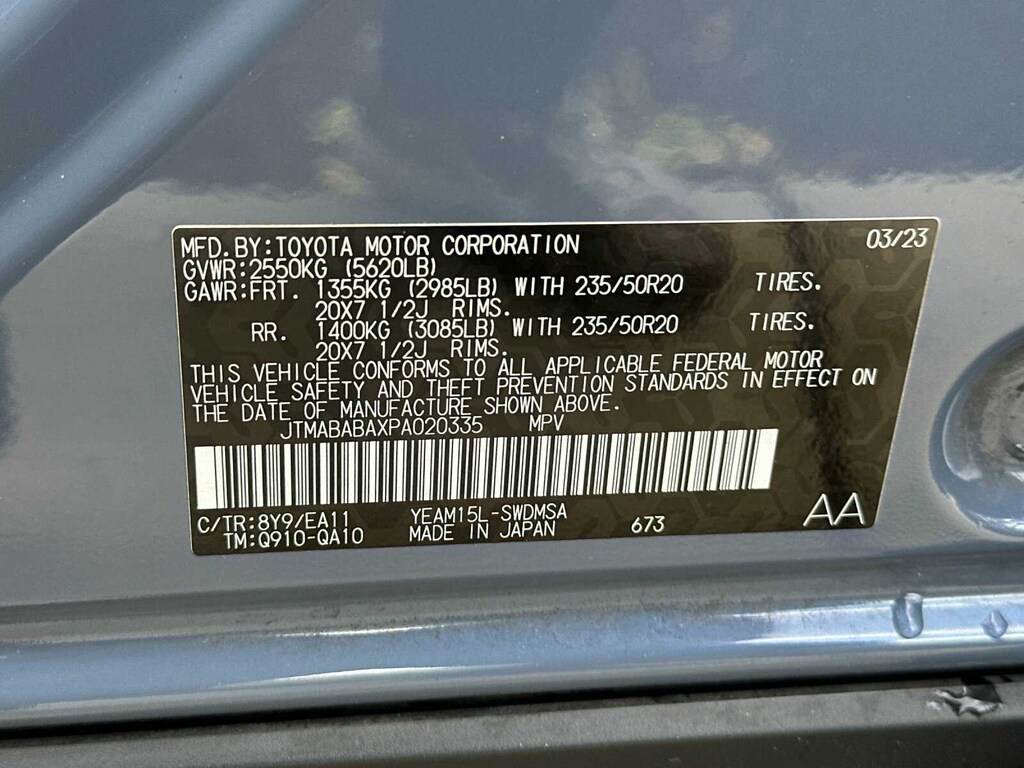 MFD. BY: TOYOTA MOTOR CORPORATION 03/23
GVWR: 2550KG (5620LB)
GAWR: FRT. 1355KG (2985LB) WITH 235/50R20 TIRES.
20X7 1/2J RIMS.
RR. 1400KG (3085LB) WITH 235/50R20 TIRES.
20X7 1/2J RIMS.
THIS VEHICLE CONFORMS TO ALL APPLICABLE FEDERAL MOTOR
VEHICLE SAFETY AND THEFT PREVENTION STANDARDS IN EFFECT ON
THE DATE OF MANUFACTURE SHOWN ABOVE.
JTMABABAXPA020335 MPV
C/TR: 8Y9/EA11 YEAM15L-SWDMSA
TM: Q910-QA10 MADE IN JAPAN 673 AA